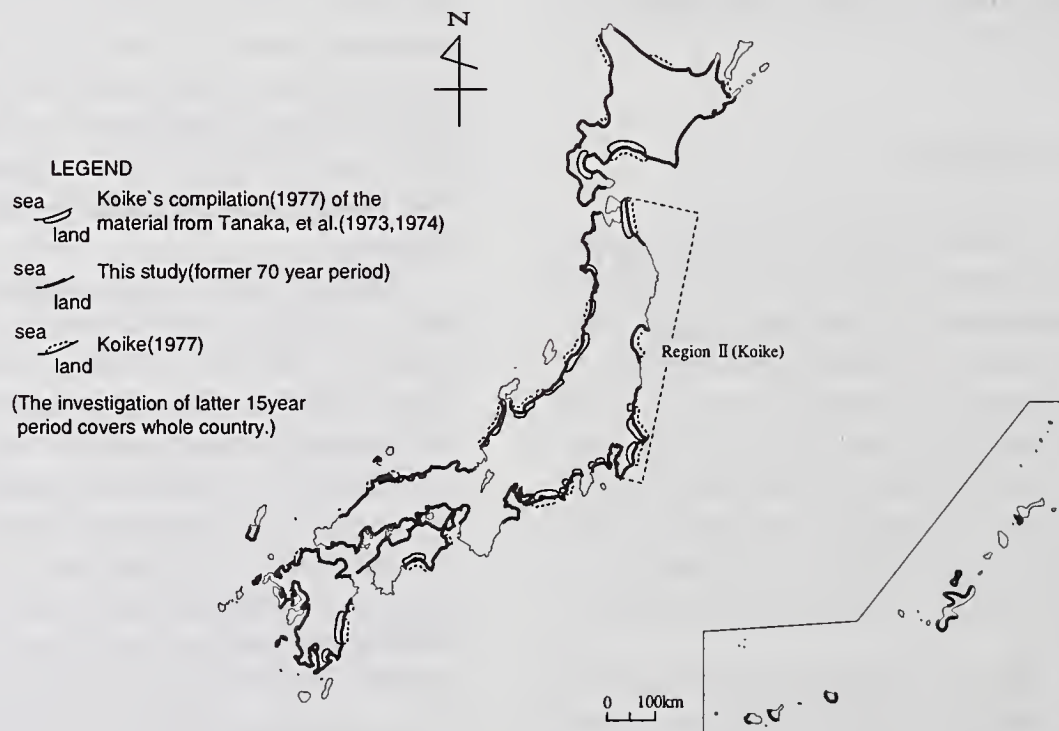 N
LEGEND
sea
land
Koike`s compilation(1977) of the
material from Tanaka, et al.(1973,1974)
sea
land
This study(former 70 year period)
sea
land
Koike(1977)
(The investigation of latter 15year
period covers whole country.)
Region II (Koike)
0 100km